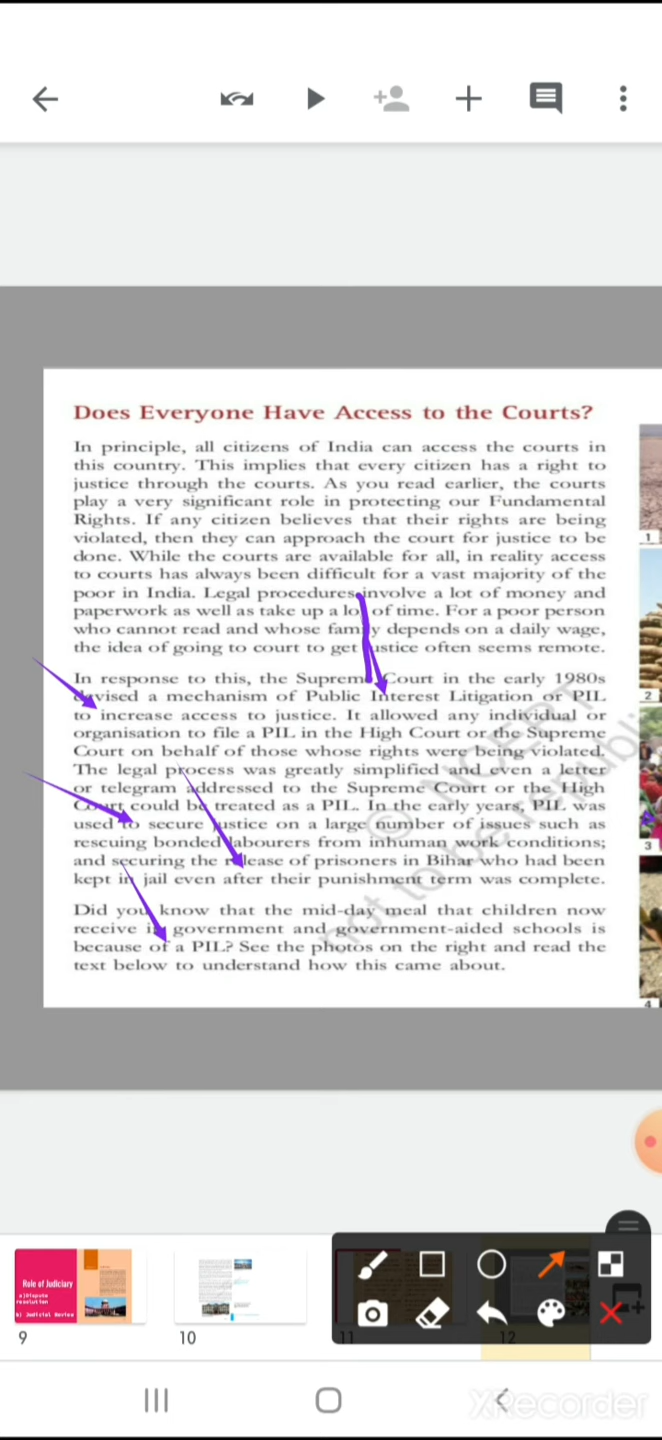 Does Everyone Have Access to the Courts?
In principle, all citizens of India can access the courts in
this country. This implies that every citizen has a right to
justice through the courts. As you read earlier, the courts
play a very significant role in protecting our Fundamental
Rights. If any citizen believes that their rights are being
violated, then they can approach the court for justice to be
done. While the courts are available for all, in reality access
to courts has always been difficult for a vast majority of the
poor in India. Legal procedures involve a lot of money and
paperwork as well as take up a lot of time. For a poor person
who cannot read and whose family depends on a daily wage,
the idea of going to court to get justice often seems remote.
In response to this, the Supreme Court in the early 1980s
devised a mechanism of Public Interest Litigation or PIL
to increase access to justice. It allowed any individual or
organisation to file a PIL in the High Court or the Supreme
Court on behalf of those whose rights were being violated.
The legal process was greatly simplified and even a letter
or telegram addressed to the Supreme Court or the High
Court could be treated as a PIL. In the early years, PIL was
used to secure justice on a large number of issues such as
rescuing bonded labourers from inhuman work conditions;
and securing the release of prisoners in Bihar who had been
kept in jail even after their punishment term was complete.
Did you know that the mid-day meal that children now
receive in government and government-aided schools is
because of a PIL? See the photos on the right and read the
text below to understand how this came about.
© NCERT
not to be republi
1
2
3
4
Role of Judiciary
a)Dispute
resolution
b) Judicial Review
9
10
11
12
XRecorder